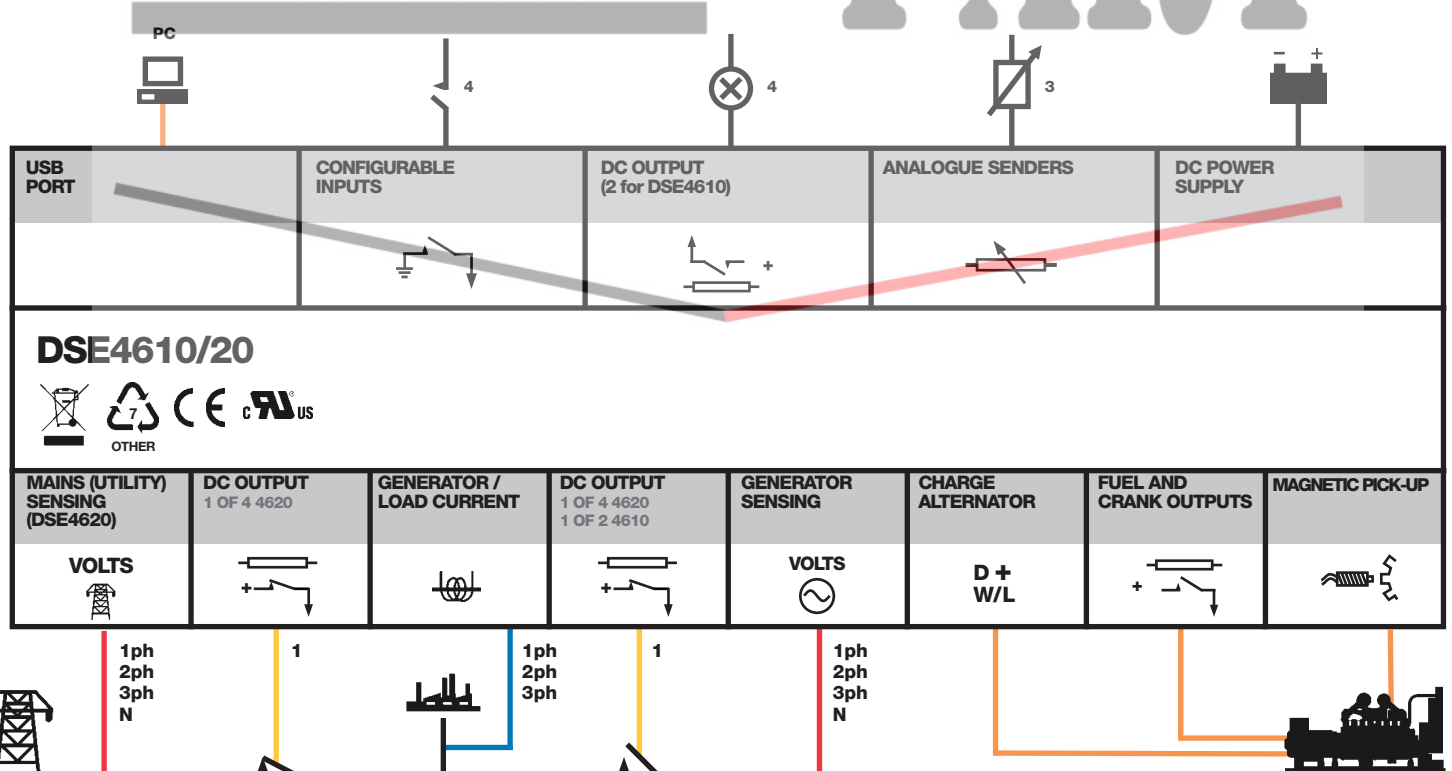 PC
4
4
3
- +
USB
PORT
CONFIGURABLE
INPUTS
DC OUTPUT
(2 for DSE4610)
ANALOGUE SENDERS
DC POWER
SUPPLY
+
DSE4610/20
7
OTHER
CE
c RU ® US
MAINS (UTILITY)
SENSING
(DSE4620)
VOLTS
DC OUTPUT
1 OF 4 4620
+
GENERATOR /
LOAD CURRENT
DC OUTPUT
1 OF 4 4620
1 OF 2 4610
+
GENERATOR
SENSING
VOLTS
CHARGE
ALTERNATOR
D +
W/L
FUEL AND
CRANK OUTPUTS
+
MAGNETIC PICK-UP
1ph
2ph
3ph
N
1
1ph
2ph
3ph
1
1ph
2ph
3ph
N